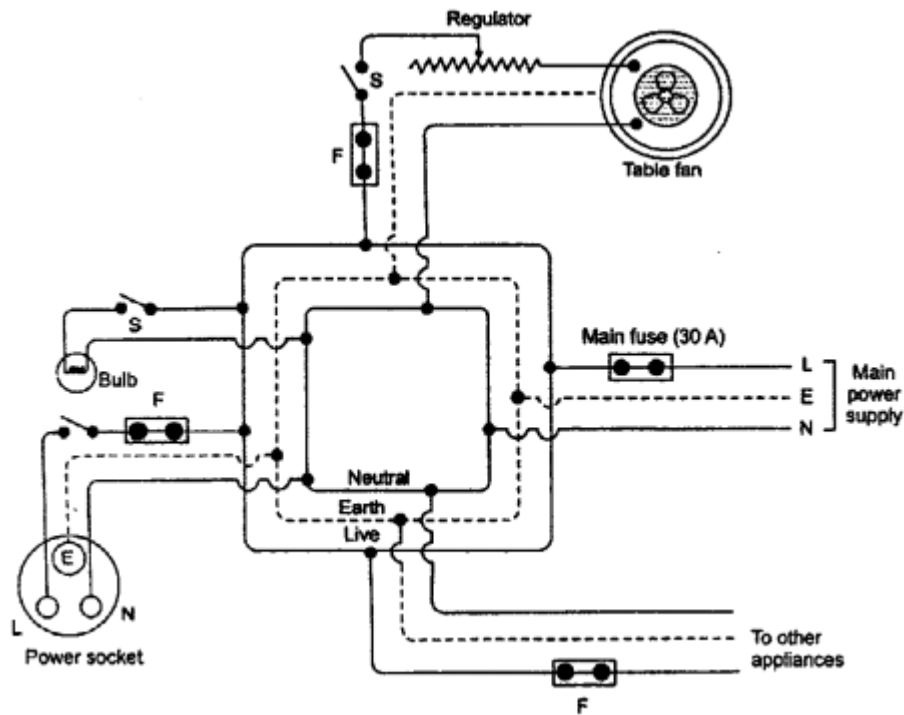 Regulator
S
F
Table fan
S
Bulb
Main fuse (30 A)
L
E
N
Main
power
supply
F
Neutral
Earth
Live
E
L
N
Power socket
To other
appliances
F